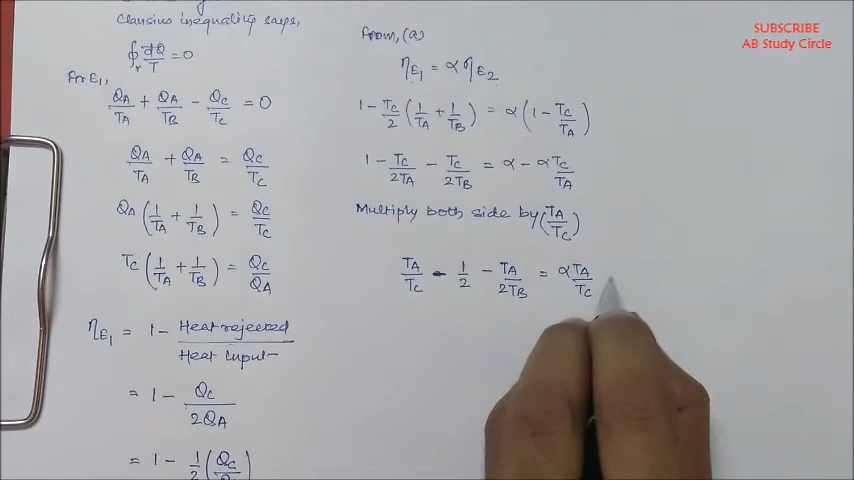 Clausius inequality says,
∮r dQ/T = 0
For E1,
QA/TA + QA/TB - QC/TC = 0
QA/TA + QA/TB = QC/TC
QA (1/TA + 1/TB) = QC/TC
TC (1/TA + 1/TB) = QC/QA
ηE1 = 1 - Heat rejected/Heat input
= 1 - QC/2QA
= 1 - 1/2 (QC/
From, (a)
ηE1 = α ηE2
1 - TC/2 (1/TA + 1/TB) = α (1 - TC/TA)
1 - TC/2TA - TC/2TB = α - α TC/TA
Multiply both side by (TA/TC)
TA/TC - 1/2 - TA/2TB = α TA/TC
SUBSCRIBE
AB Study Circle